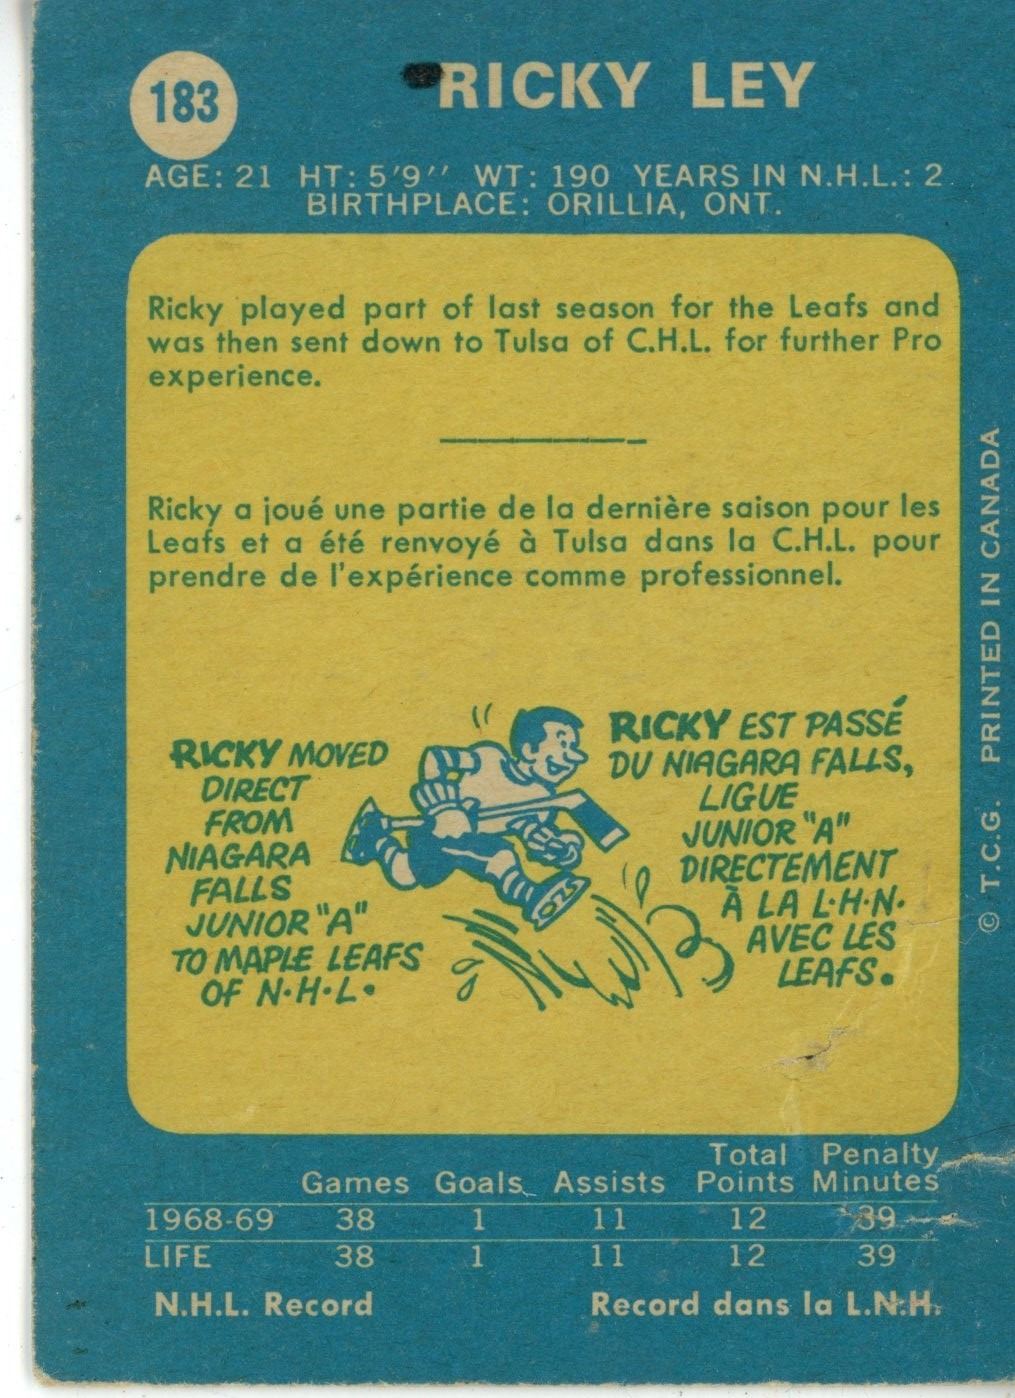 183
RICKY LEY
AGE: 21 HT: 5'9" WT: 190 YEARS IN N.H.L.: 2
BIRTHPLACE: ORILLIA, ONT.
Ricky played part of last season for the Leafs and
was then sent down to Tulsa of C.H.L. for further Pro
experience.
Ricky a joué une partie de la dernière saison pour les
Leafs et a été renvoyé à Tulsa dans la C.H.L. pour
prendre de l'expérience comme professionnel.
RICKY MOVED
DIRECT
FROM
NIAGARA
FALLS
JUNIOR "A"
TO MAPLE LEAFS
OF N·H·L·
RICKY EST PASSÉ
DU NIAGARA FALLS,
LIGUE
JUNIOR "A"
DIRECTEMENT
À LA L·H·N·
AVEC LES
LEAFS.
© T.C.G. PRINTED IN CANADA
Total Penalty
Games Goals Assists Points Minutes
1968-69 38 1 11 12 39
LIFE 38 1 11 12 39
N.H.L. Record Record dans la L.N.H.